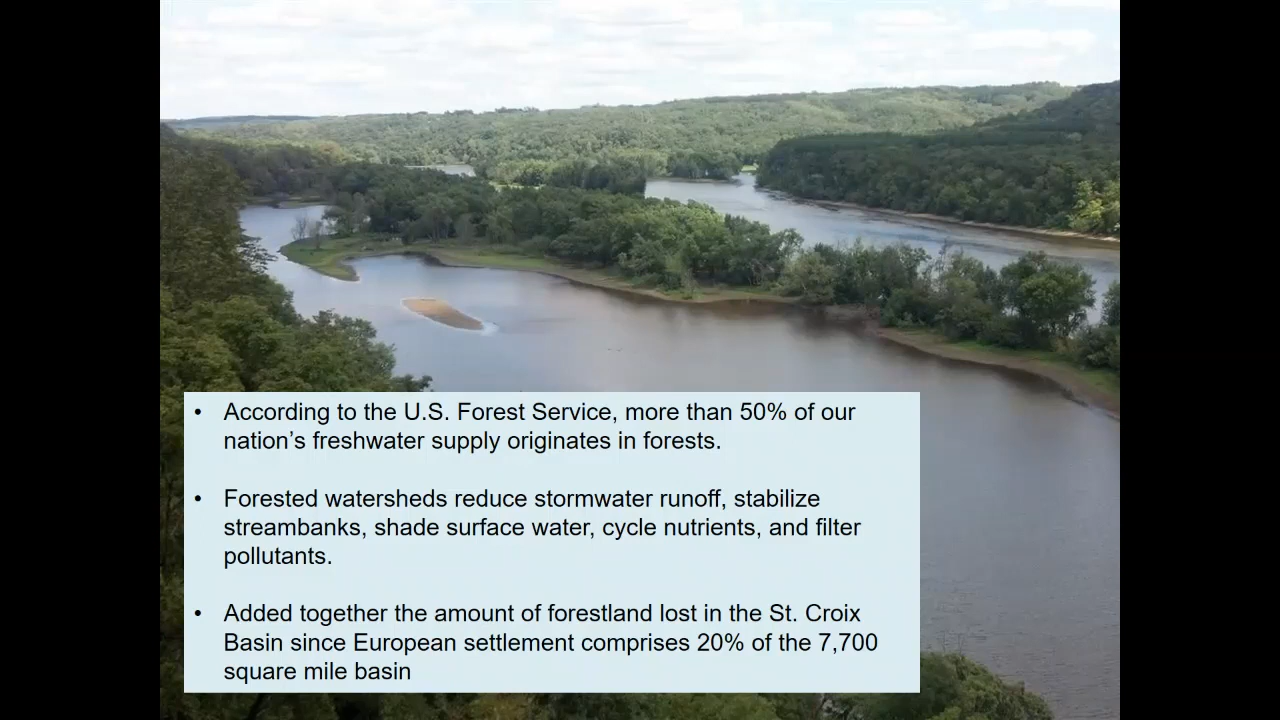 • According to the U.S. Forest Service, more than 50% of our
nation’s freshwater supply originates in forests.
• Forested watersheds reduce stormwater runoff, stabilize
streambanks, shade surface water, cycle nutrients, and filter
pollutants.
• Added together the amount of forestland lost in the St. Croix
Basin since European settlement comprises 20% of the 7,700
square mile basin